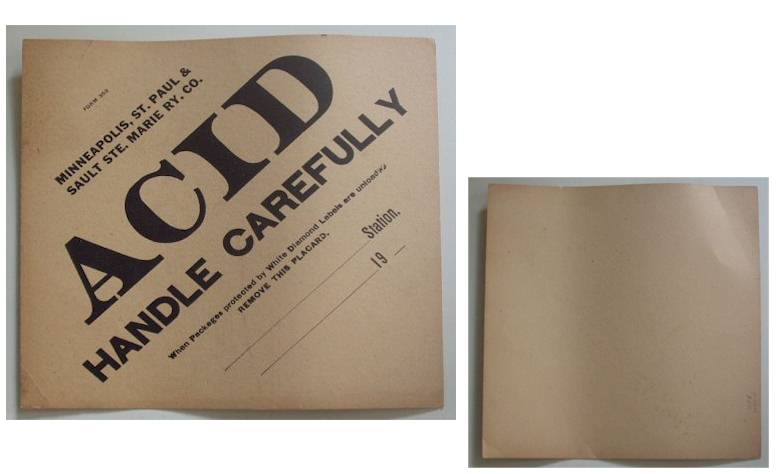 FORM 358
MINNEAPOLIS, ST. PAUL &
SAULT STE. MARIE RY. CO.
ACID
HANDLE CAREFULLY
When Packages protected by White Diamond Labels are unloaded
REMOVE THIS PLACARD.
Station.
19